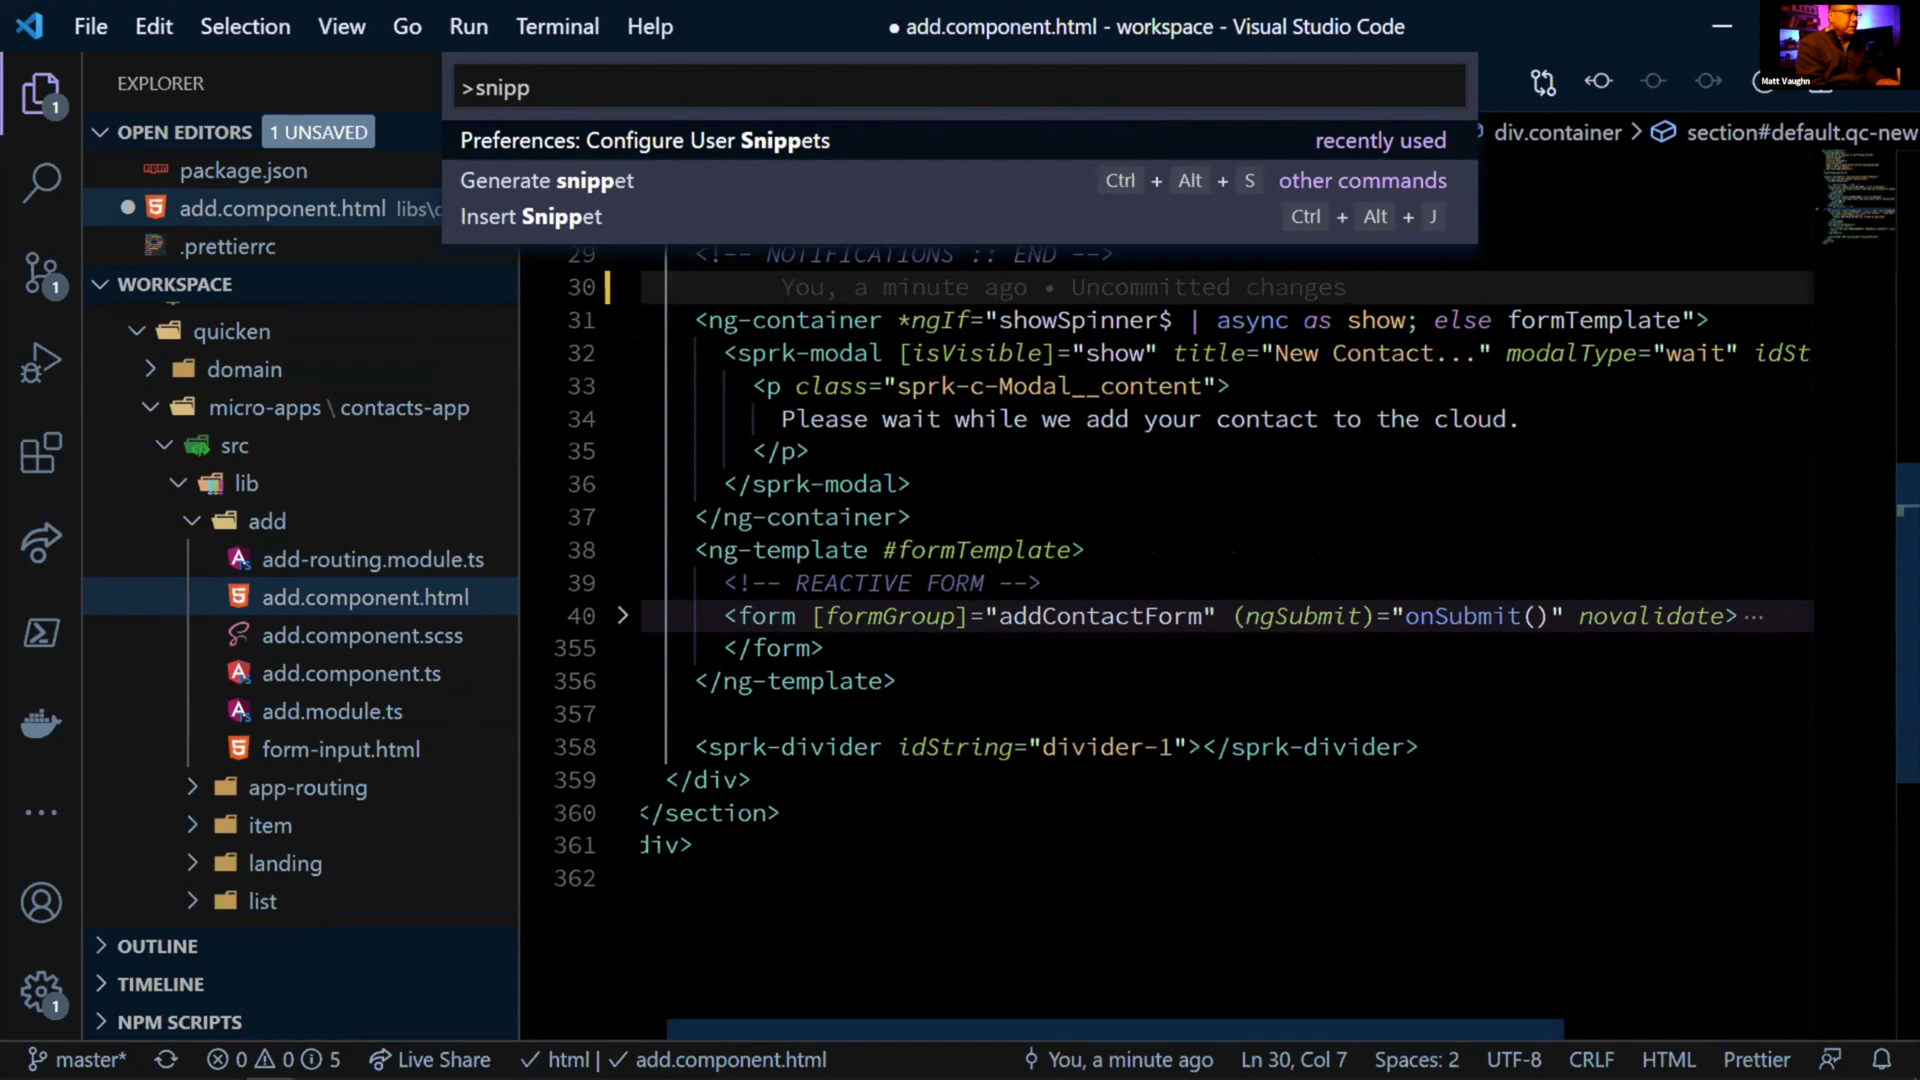 File Edit Selection View Go Run Terminal Help
● add.component.html - workspace - Visual Studio Code
Matt Vaughn
EXPLORER
OPEN EDITORS 1 UNSAVED
package.json
add.component.html
.prettierrc
WORKSPACE
quicken
domain
micro-apps \ contacts-app
src
lib
add
add-routing.module.ts
add.component.html
add.component.scss
add.component.ts
add.module.ts
form-input.html
app-routing
item
landing
list
OUTLINE
TIMELINE
NPM SCRIPTS
1
1
1
>snipp
Preferences: Configure User Snippets recently used
Generate snippet Ctrl + Alt + S other commands
Insert Snippet Ctrl + Alt + J
div.container > section#default.qc-new
29 <!-- NOTIFICATIONS :: END -->
30 You, a minute ago • Uncommitted changes
31 <ng-container *ngIf="showSpinner$ | async as show; else formTemplate">
32 <sprk-modal [isVisible]="show" title="New Contact..." modalType="wait" idSt
33 <p class="sprk-c-Modal__content">
34 Please wait while we add your contact to the cloud.
35 </p>
36 </sprk-modal>
37 </ng-container>
38 <ng-template #formTemplate>
39 <!-- REACTIVE FORM -->
40 <form [formGroup]="addContactForm" (ngSubmit)="onSubmit()" novalidate>…
355 </form>
356 </ng-template>
357
358 <sprk-divider idString="divider-1"></sprk-divider>
359 </div>
360 </section>
361 div>
362
master* 0 0 5 Live Share html | add.component.html You, a minute ago Ln 30, Col 7 Spaces: 2 UTF-8 CRLF HTML Prettier